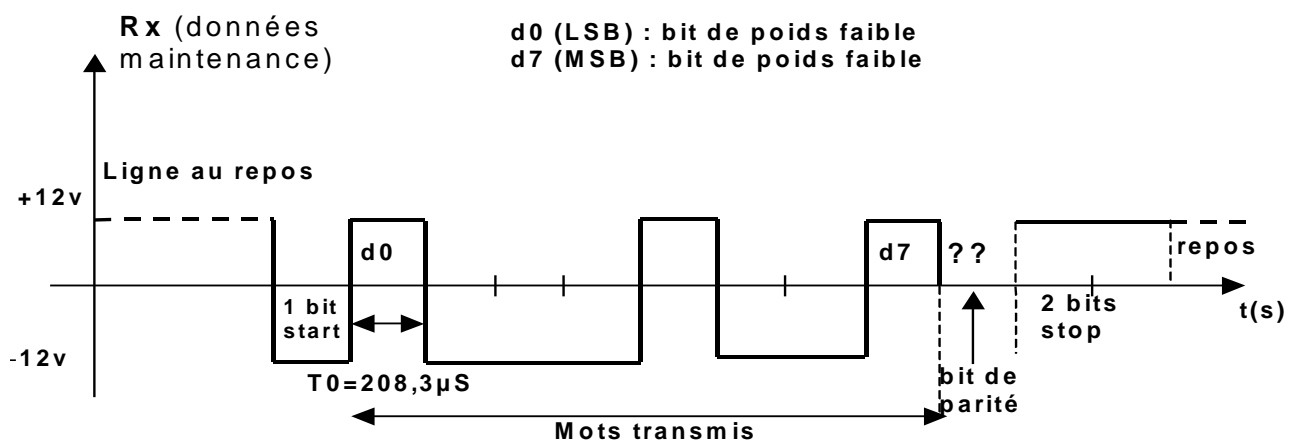 Rx (données
maintenance)
d0 (LSB) : bit de poids faible
d7 (MSB) : bit de poids faible
Ligne au repos
+12v
d0
d7
??
repos
1 bit
start
2 bits
stop
t(s)
-12v
T0=208,3µS
bit de
parité
Mots transmis